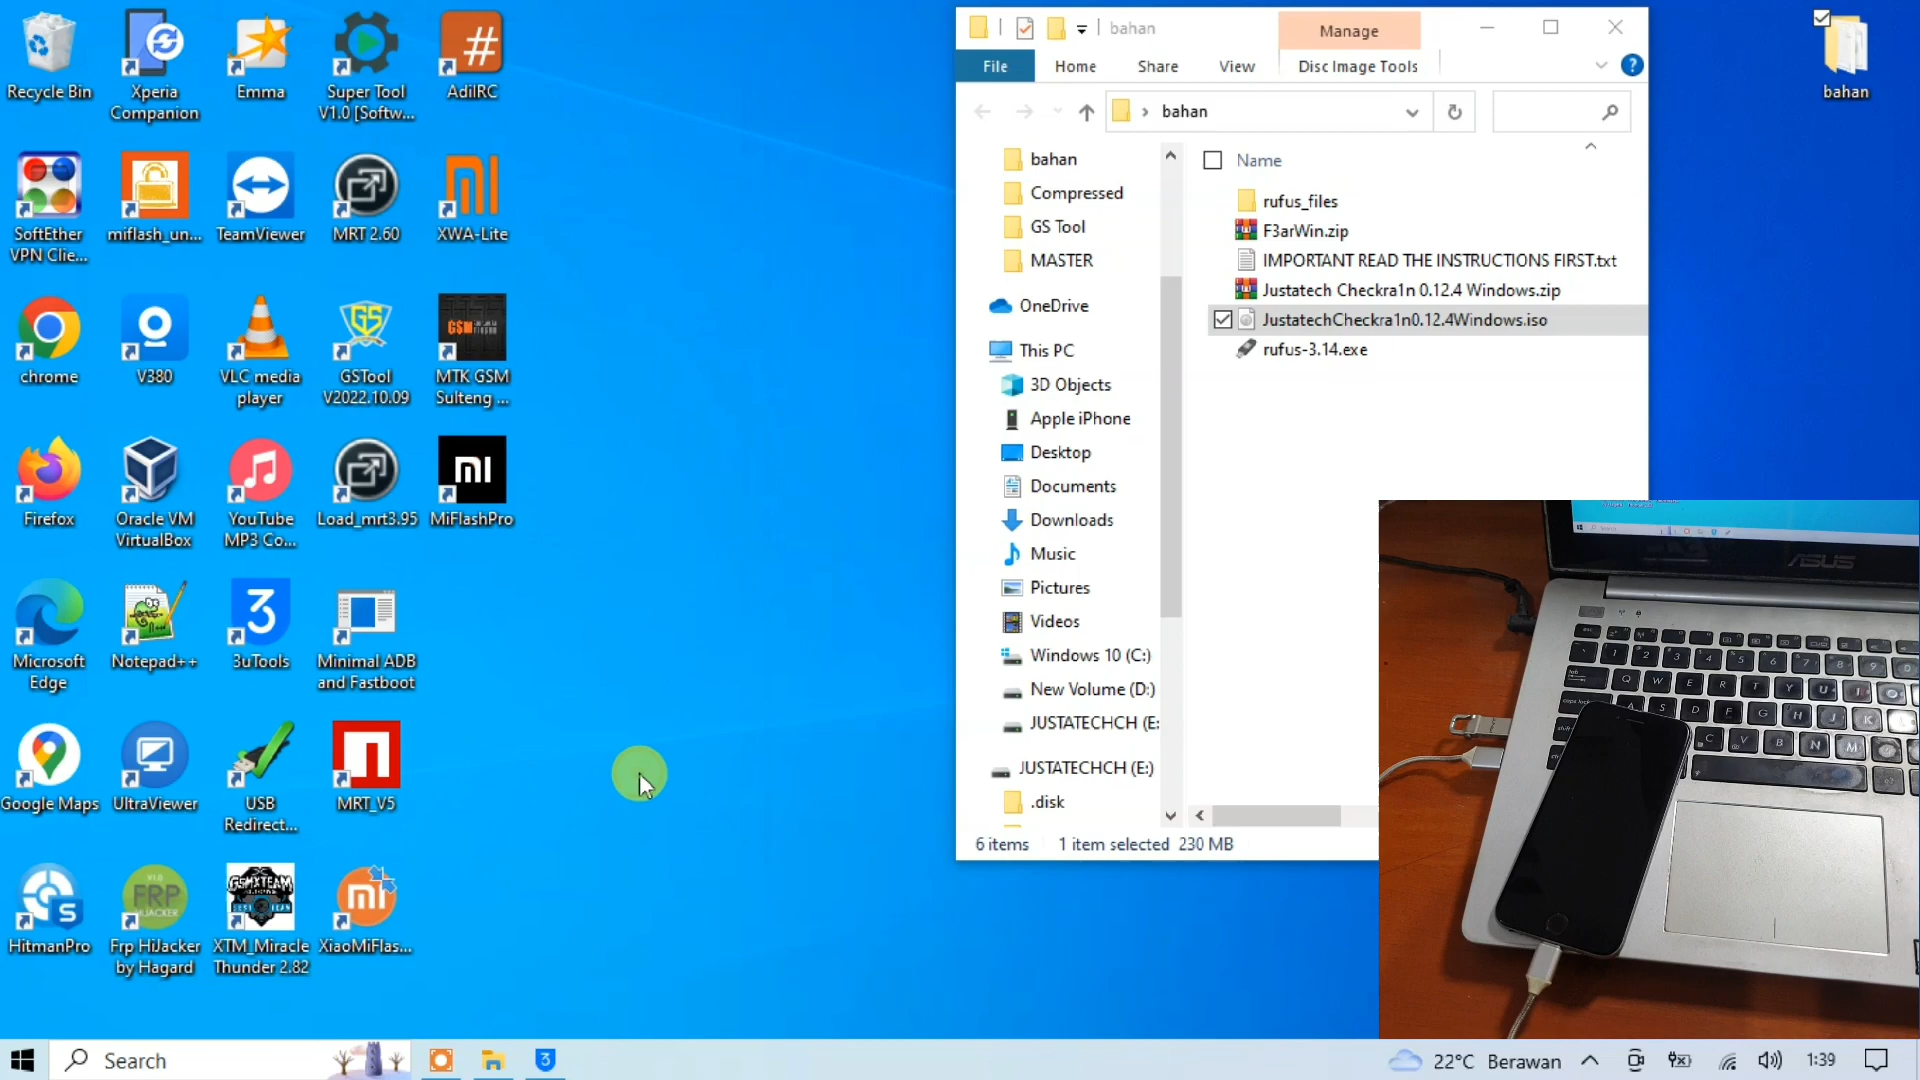 Recycle Bin
Xperia
Companion
Emma
Super Tool
V1.0 [Softw...
AdilRC
SoftEther
VPN Clie...
miflash_un...
TeamViewer
MRT 2.60
XWA-Lite
chrome
V380
VLC media
player
GSTool
V2022.10.09
MTK GSM
Sulteng ...
Firefox
Oracle VM
VirtualBox
YouTube
MP3 Co...
Load_mrt3.95
MiFlashPro
Microsoft
Edge
Notepad++
3uTools
Minimal ADB
and Fastboot
Google Maps
UltraViewer
USB
Redirect...
MRT_V5
HitmanPro
Frp HiJacker
by Hagard
XTM_Miracle
Thunder 2.82
XiaoMiFlas...
bahan
Manage
File
Home
Share
View
Disc Image Tools
bahan
bahan
Compressed
GS Tool
MASTER
OneDrive
This PC
3D Objects
Apple iPhone
Desktop
Documents
Downloads
Music
Pictures
Videos
Windows 10 (C:)
New Volume (D:)
JUSTATECHCH (E:
JUSTATECHCH (E:)
.disk
Name
rufus_files
F3arWin.zip
IMPORTANT READ THE INSTRUCTIONS FIRST.txt
Justatech Checkra1n 0.12.4 Windows.zip
JustatechCheckra1n0.12.4Windows.iso
rufus-3.14.exe
6 items
1 item selected 230 MB
bahan
ASUS
Search
22°C Berawan
1:39